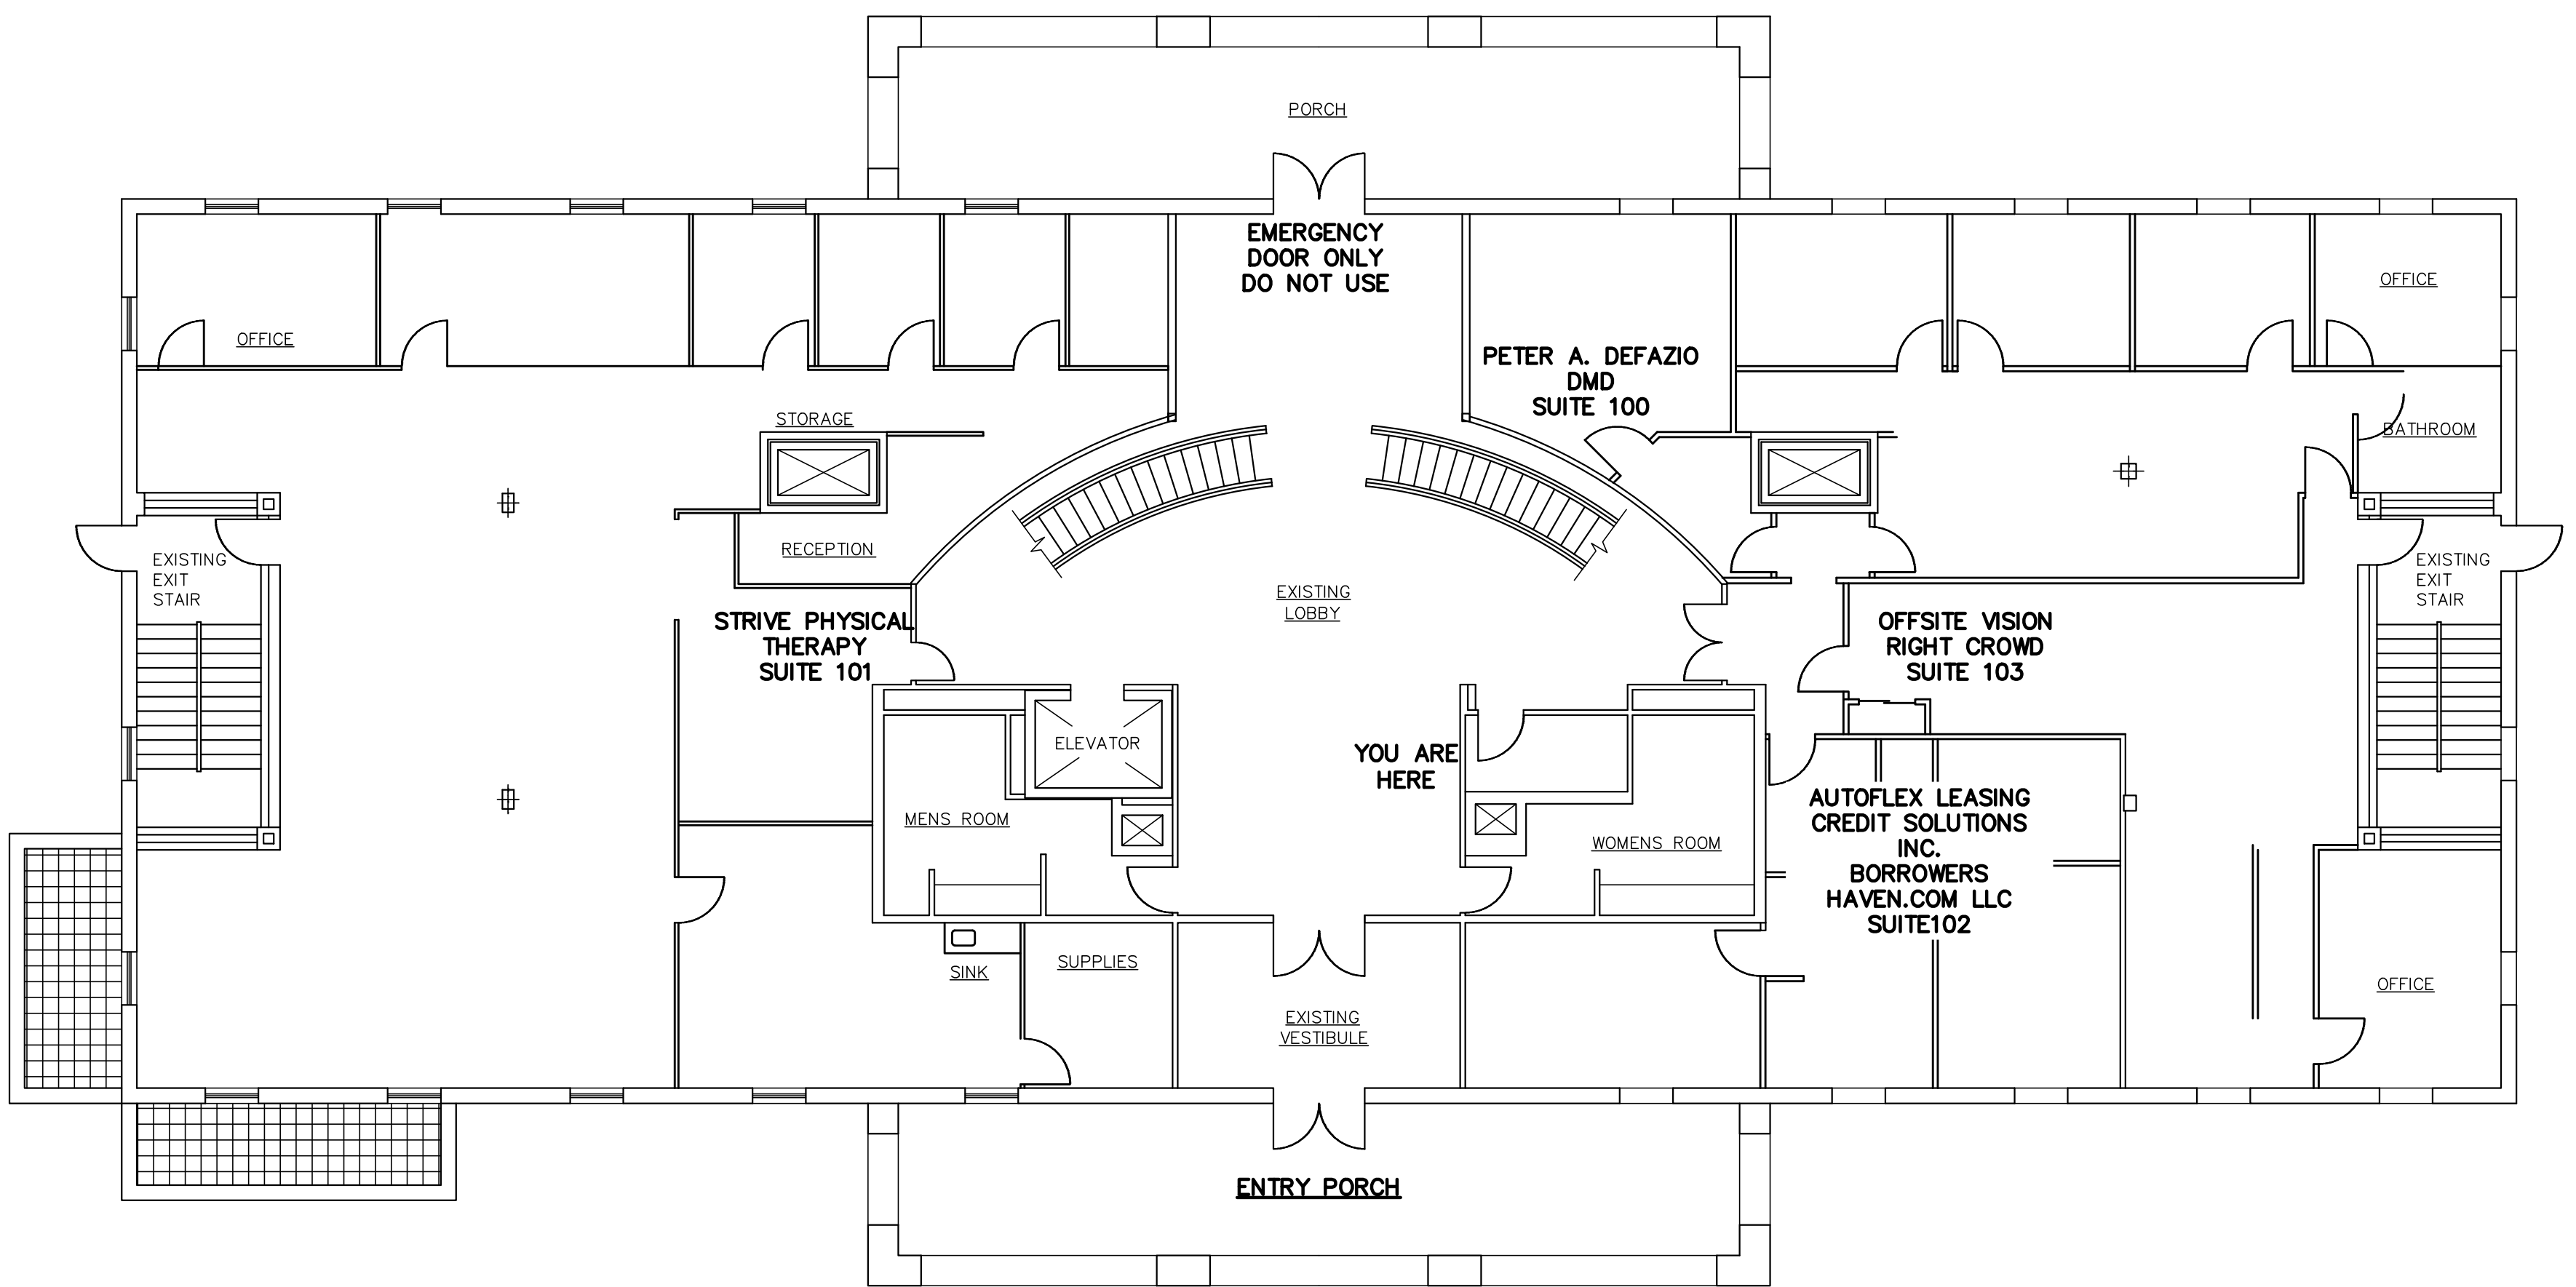 PORCH
EMERGENCY
DOOR ONLY
DO NOT USE
OFFICE
OFFICE
PETER A. DEFAZIO
DMD
SUITE 100
STORAGE
BATHROOM
RECEPTION
EXISTING
EXIT
STAIR
EXISTING
LOBBY
EXISTING
EXIT
STAIR
STRIVE PHYSICAL
THERAPY
SUITE 101
OFFSITE VISION
RIGHT CROWD
SUITE 103
ELEVATOR
YOU ARE
HERE
MENS ROOM
WOMENS ROOM
AUTOFLEX LEASING
CREDIT SOLUTIONS
INC.
BORROWERS
HAVEN.COM LLC
SUITE102
SINK
SUPPLIES
OFFICE
EXISTING
VESTIBULE
ENTRY PORCH